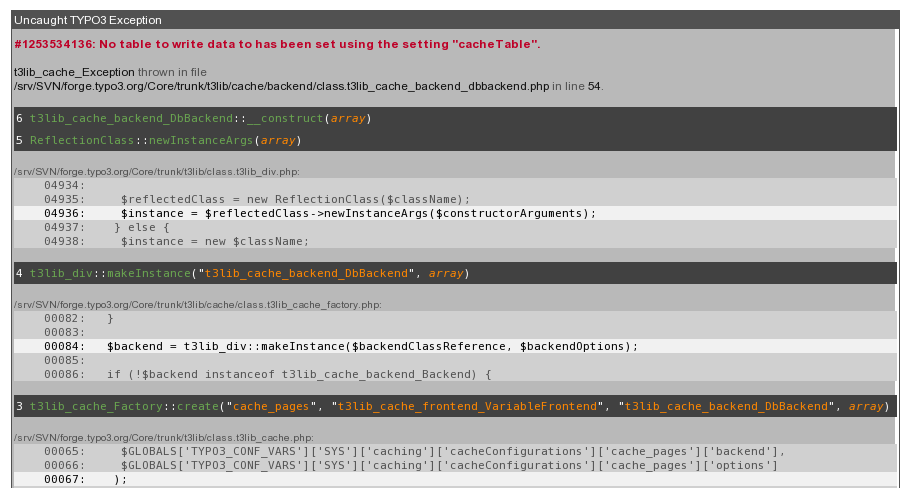 Uncaught TYPO3 Exception
#1253534136: No table to write data to has been set using the setting "cacheTable".
t3lib_cache_Exception thrown in file
/srv/SVN/forge.typo3.org/Core/trunk/t3lib/cache/backend/class.t3lib_cache_backend_dbbackend.php in line 54.
6 t3lib_cache_backend_DbBackend::__construct(array)
5 ReflectionClass::newInstanceArgs(array)
/srv/SVN/forge.typo3.org/Core/trunk/t3lib/class.t3lib_div.php:
04934:
04935: $reflectedClass = new ReflectionClass($className);
04936: $instance = $reflectedClass->newInstanceArgs($constructorArguments);
04937: } else {
04938: $instance = new $className;
4 t3lib_div::makeInstance("t3lib_cache_backend_DbBackend", array)
/srv/SVN/forge.typo3.org/Core/trunk/t3lib/cache/class.t3lib_cache_factory.php:
00082: }
00083:
00084: $backend = t3lib_div::makeInstance($backendClassReference, $backendOptions);
00085:
00086: if (!$backend instanceof t3lib_cache_backend_Backend) {
3 t3lib_cache_Factory::create("cache_pages", "t3lib_cache_frontend_VariableFrontend", "t3lib_cache_backend_DbBackend", array)
/srv/SVN/forge.typo3.org/Core/trunk/t3lib/class.t3lib_cache.php:
00065: $GLOBALS['TYPO3_CONF_VARS']['SYS']['caching']['cacheConfigurations']['cache_pages']['backend'],
00066: $GLOBALS['TYPO3_CONF_VARS']['SYS']['caching']['cacheConfigurations']['cache_pages']['options']
00067: );